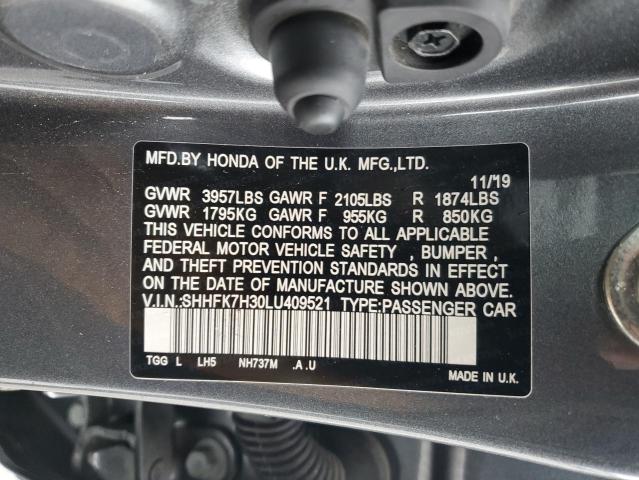 MFD.BY HONDA OF THE U.K. MFG.,LTD.
11/19
GVWR 3957LBS GAWR F 2105LBS R 1874LBS
GVWR 1795KG GAWR F 955KG R 850KG
THIS VEHICLE CONFORMS TO ALL APPLICABLE
FEDERAL MOTOR VEHICLE SAFETY , BUMPER ,
AND THEFT PREVENTION STANDARDS IN EFFECT
ON THE DATE OF MANUFACTURE SHOWN ABOVE.
V.I.N.:SHHFK7H30LU409521 TYPE:PASSENGER CAR
TGG L LH5 NH737M .A .U
MADE IN U.K.